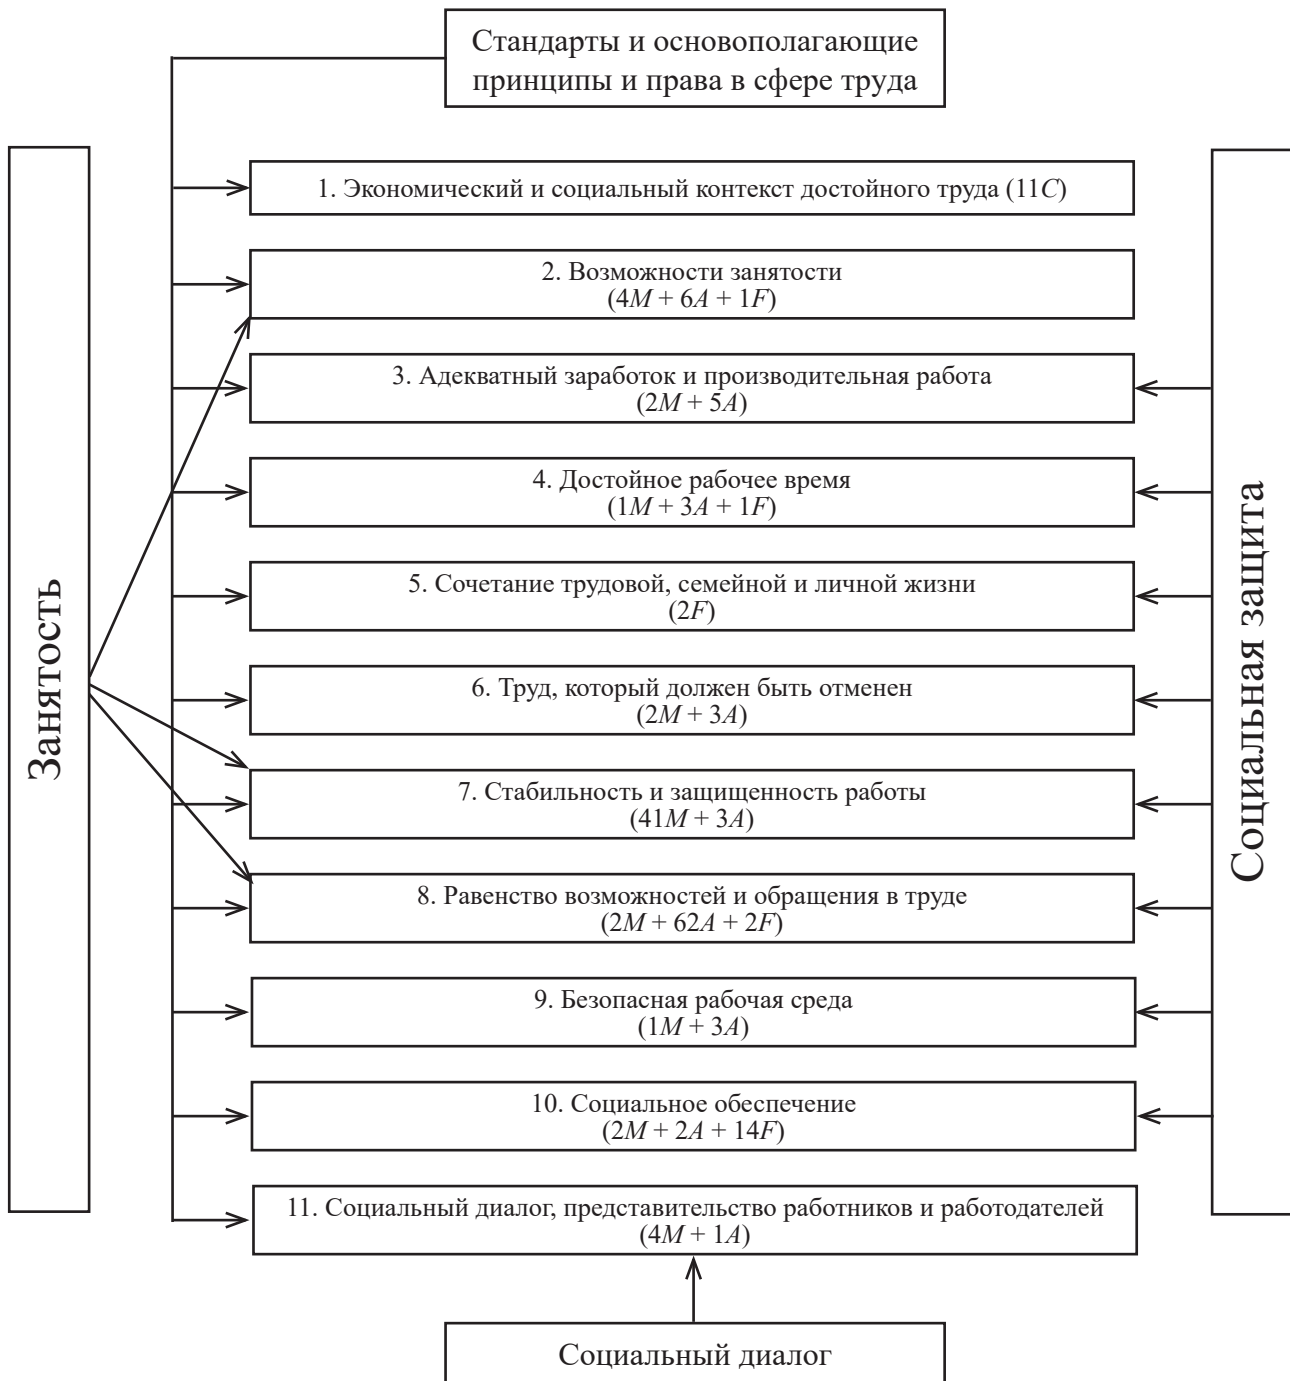 Стандарты и основополагающие
принципы и права в сфере труда
Занятость
1. Экономический и социальный контекст достойного труда (11C)
2. Возможности занятости
(4M + 6A + 1F)
3. Адекватный заработок и производительная работа
(2M + 5A)
4. Достойное рабочее время
(1M + 3A + 1F)
5. Сочетание трудовой, семейной и личной жизни
(2F)
6. Труд, который должен быть отменен
(2M + 3A)
7. Стабильность и защищенность работы
(41M + 3A)
8. Равенство возможностей и обращения в труде
(2M + 62A + 2F)
9. Безопасная рабочая среда
(1M + 3A)
10. Социальное обеспечение
(2M + 2A + 14F)
11. Социальный диалог, представительство работников и работодателей
(4M + 1A)
Социальная защита
Социальный диалог